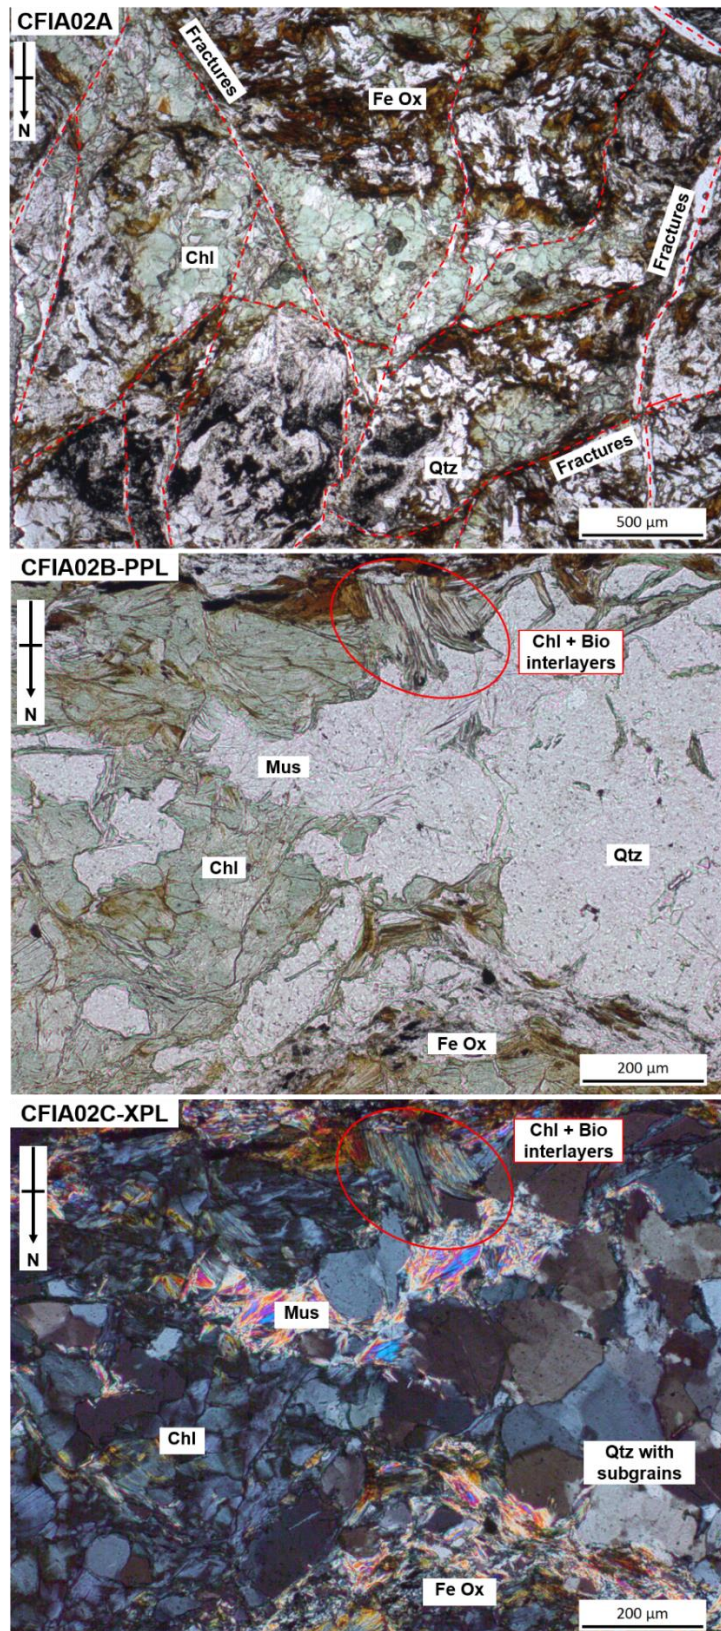 CFIA02A
N
Fractures
Fe Ox
Chl
Fractures
Qtz
Fractures
500 µm
CFIA02B-PPL
N
Chl + Bio
interlayers
Mus
Chl
Qtz
Fe Ox
200 µm
CFIA02C-XPL
N
Chl + Bio
interlayers
Mus
Chl
Qtz with
subgrains
Fe Ox
200 µm